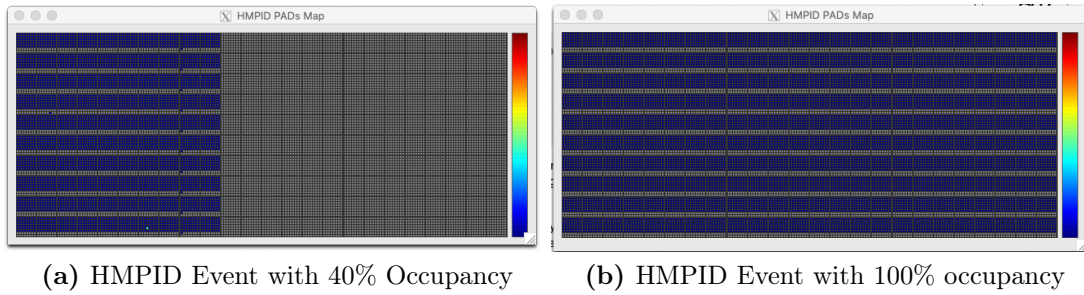 HMPID PADs Map
HMPID PADs Map
(a) HMPID Event with 40% Occupancy
(b) HMPID Event with 100% occupancy